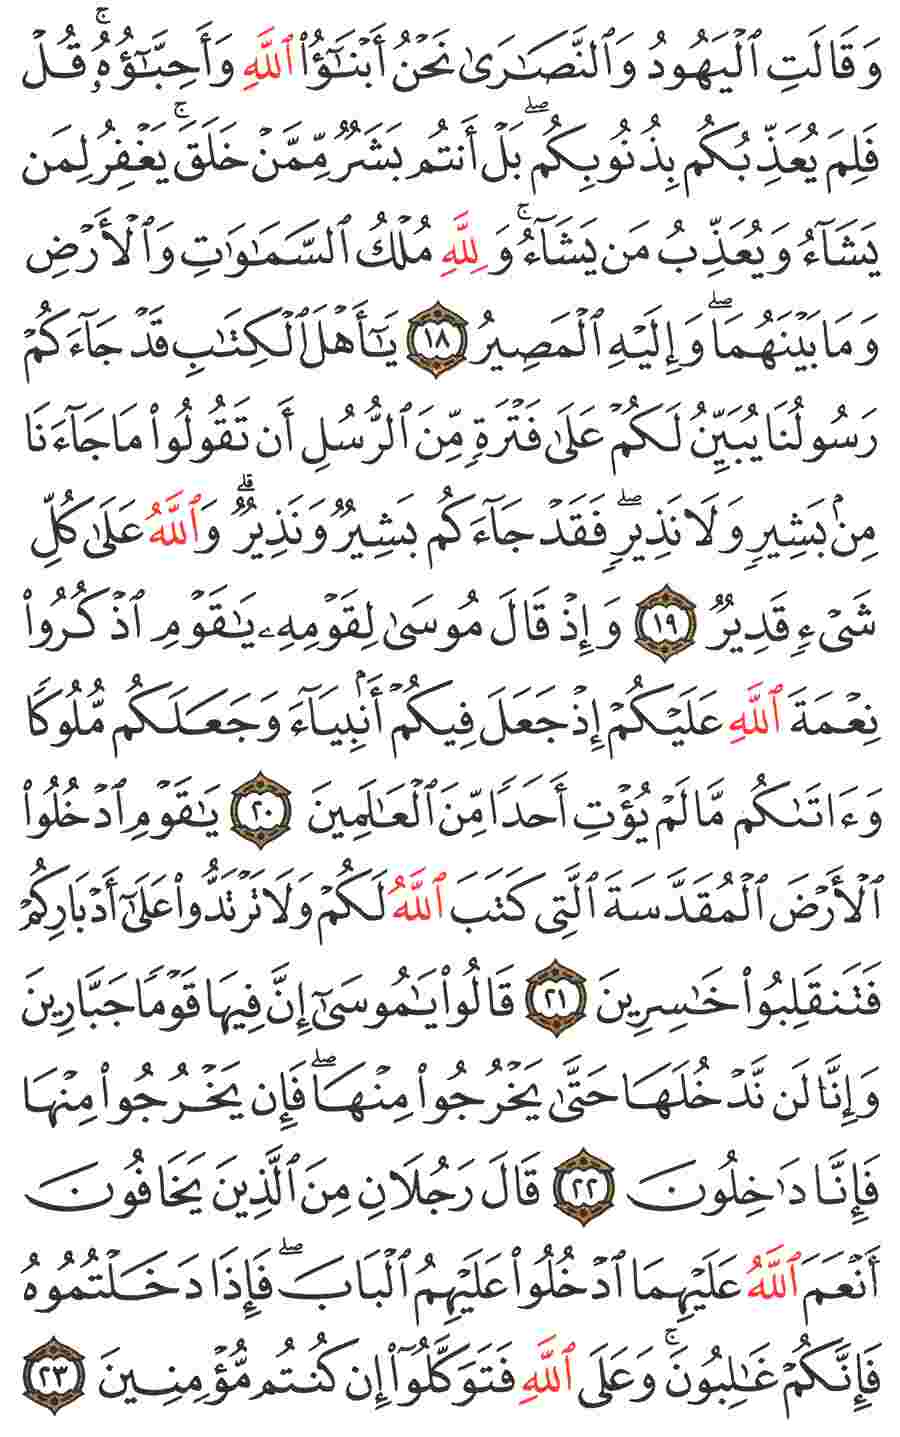 وَقَالَتِ ٱلۡيَهُودُ وَٱلنَّصَـٰرَىٰ نَحۡنُ أَبۡنَـٰٓؤُاْ ٱللَّهِ وَأَحِبَّـٰٓؤُهُۥۚ قُلۡ
فَلِمَ يُعَذِّبُكُم بِذُنُوبِكُمۖ بَلۡ أَنتُم بَشَرٞ مِّمَّنۡ خَلَقَۚ يَغۡفِرُ لِمَن
يَشَآءُ وَيُعَذِّبُ مَن يَشَآءُۚ وَلِلَّهِ مُلۡكُ ٱلسَّمَـٰوَٰتِ وَٱلۡأَرۡضِ
وَمَا بَيۡنَهُمَاۖ وَإِلَيۡهِ ٱلۡمَصِيرُ ١٨ يَـٰٓأَهۡلَ ٱلۡكِتَـٰبِ قَدۡ جَآءَكُمۡ
رَسُولُنَا يُبَيِّنُ لَكُمۡ عَلَىٰ فَتۡرَةٖ مِّنَ ٱلرُّسُلِ أَن تَقُولُواْ مَا جَآءَنَا
مِنۢ بَشِيرٖ وَلَا نَذِيرٖۖ فَقَدۡ جَآءَكُم بَشِيرٞ وَنَذِيرٞۗ وَٱللَّهُ عَلَىٰ كُلِّ
شَيۡءٖ قَدِيرٞ ١٩ وَإِذۡ قَالَ مُوسَىٰ لِقَوۡمِهِۦ يَـٰقَوۡمِ ٱذۡكُرُواْ
نِعۡمَةَ ٱللَّهِ عَلَيۡكُمۡ إِذۡ جَعَلَ فِيكُمۡ أَنۢبِيَآءَ وَجَعَلَكُم مُّلُوكٗا
وَءَاتَىٰكُم مَّا لَمۡ يُؤۡتِ أَحَدٗا مِّنَ ٱلۡعَـٰلَمِينَ ٢٠ يَـٰقَوۡمِ ٱدۡخُلُواْ
ٱلۡأَرۡضَ ٱلۡمُقَدَّسَةَ ٱلَّتِي كَتَبَ ٱللَّهُ لَكُمۡ وَلَا تَرۡتَدُّواْ عَلَىٰٓ أَدۡبَارِكُمۡ
فَتَنقَلِبُواْ خَـٰسِرِينَ ٢١ قَالُواْ يَـٰمُوسَىٰٓ إِنَّ فِيهَا قَوۡمٗا جَبَّارِينَ
وَإِنَّا لَن نَّدۡخُلَهَا حَتَّىٰ يَخۡرُجُواْ مِنۡهَاۖ فَإِن يَخۡرُجُواْ مِنۡهَا
فَإِنَّا دَٰخِلُونَ ٢٢ قَالَ رَجُلَانِ مِنَ ٱلَّذِينَ يَخَافُونَ
أَنۡعَمَ ٱللَّهُ عَلَيۡهِمَا ٱدۡخُلُواْ عَلَيۡهِمُ ٱلۡبَابَۖ فَإِذَا دَخَلۡتُمُوهُ
فَإِنَّكُمۡ غَـٰلِبُونَۚ وَعَلَى ٱللَّهِ فَتَوَكَّلُوٓاْ إِن كُنتُم مُّؤۡمِنِينَ ٢٣